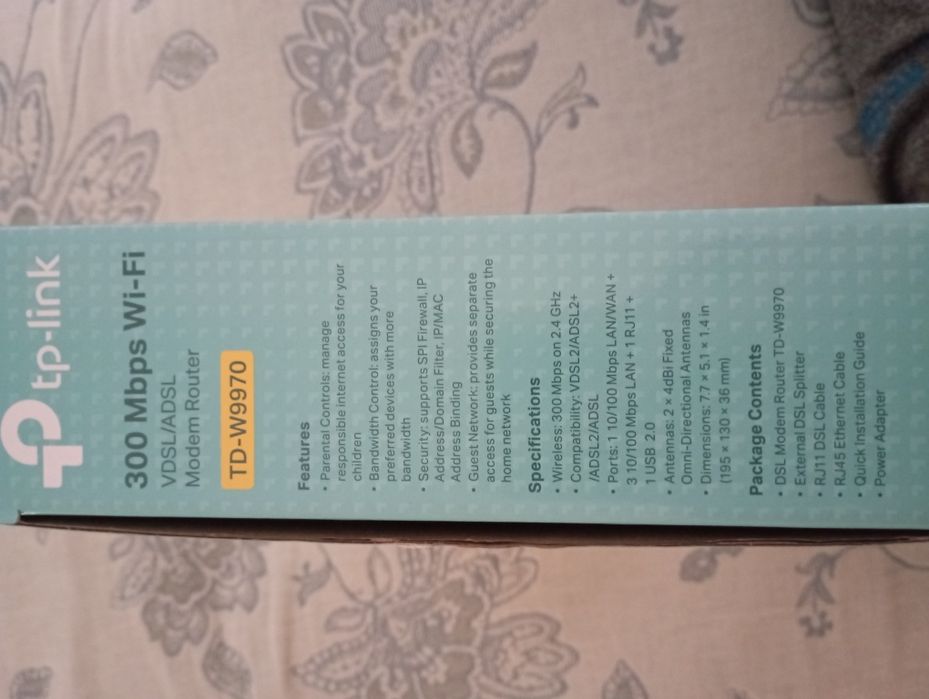 tp-link
300 Mbps Wi-Fi
VDSL/ADSL
Modem Router
TD-W9970
Features
• Parental Controls: manage
responsible internet access for your
children
• Bandwidth Control: assigns your
preferred devices with more
bandwidth
• Security: supports SPI Firewall, IP
Address/Domain Filter, IP/MAC
Address Binding
• Guest Network: provides separate
access for guests while securing the
home network
Specifications
• Wireless: 300 Mbps on 2.4 GHz
• Compatibility: VDSL2/ADSL2+
/ADSL2/ADSL
• Ports: 1 10/100 Mbps LAN/WAN +
3 10/100 Mbps LAN + 1 RJ11 +
1 USB 2.0
• Antennas: 2 × 4dBi Fixed
Omni-Directional Antennas
• Dimensions: 7.7 × 5.1 × 1.4 in
(195 × 130 × 36 mm)
Package Contents
• DSL Modem Router TD-W9970
• External DSL Splitter
• RJ11 DSL Cable
• RJ45 Ethernet Cable
• Quick Installation Guide
• Power Adapter